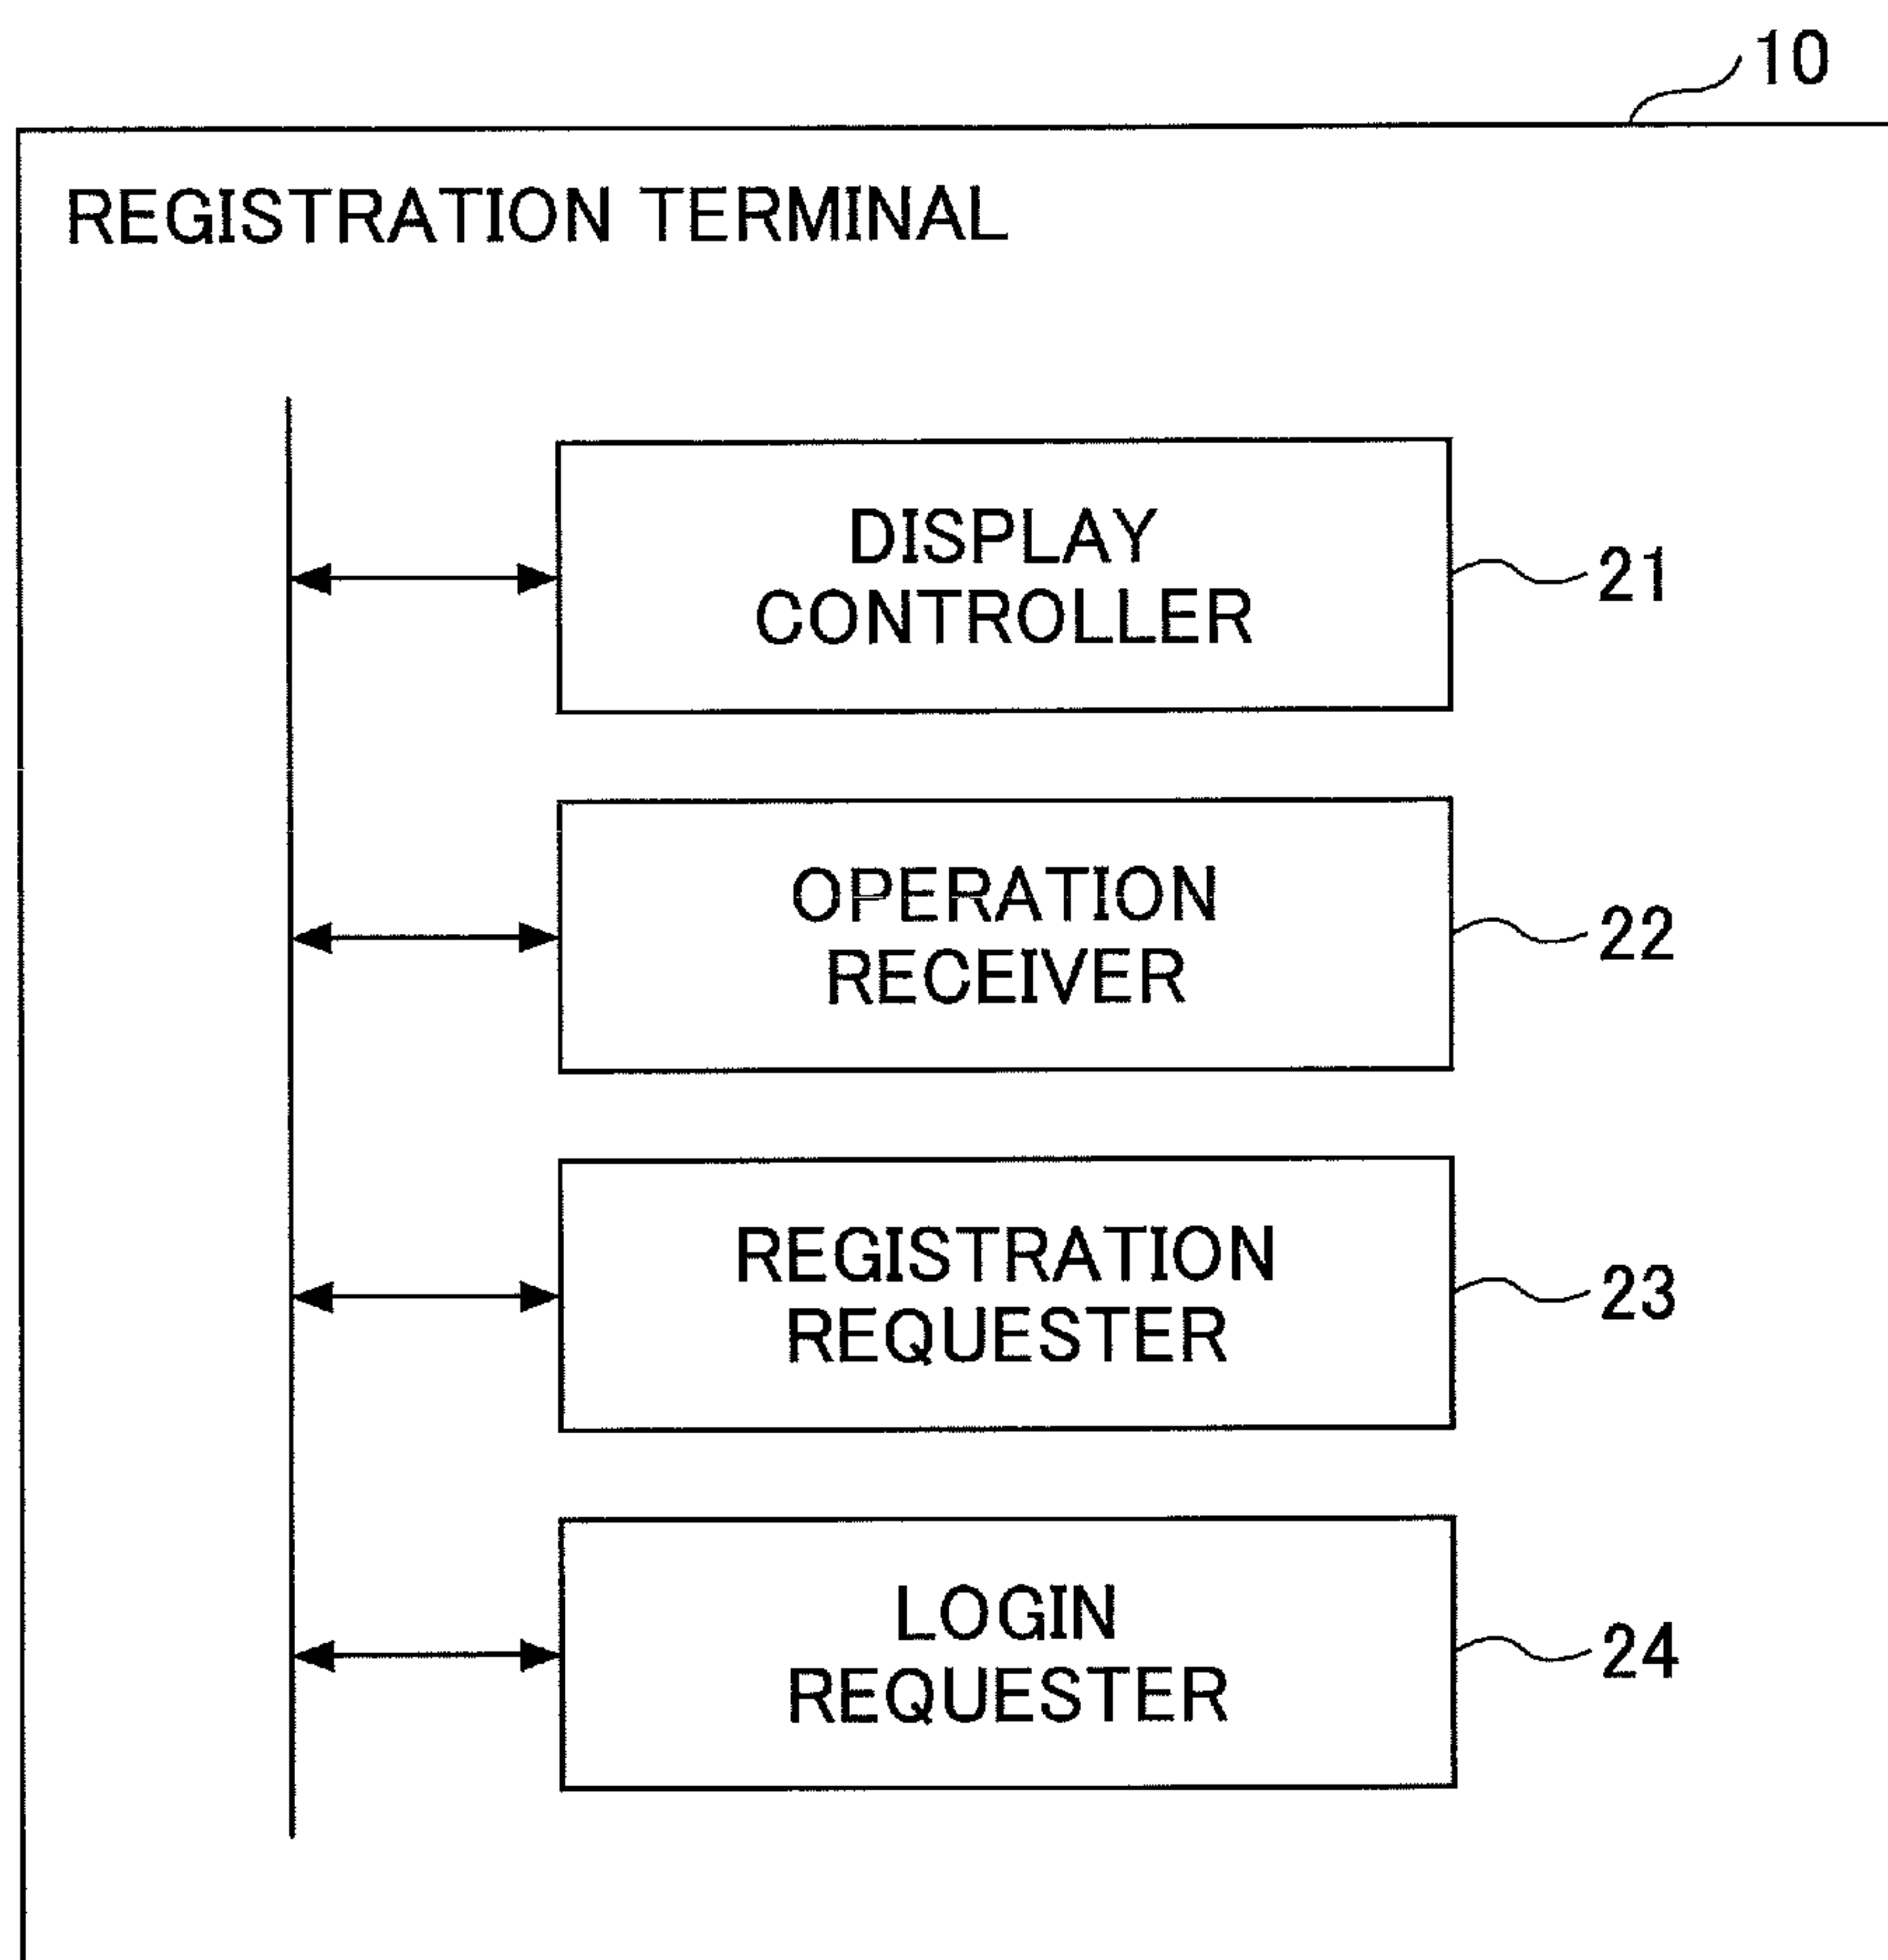 10
REGISTRATION TERMINAL
DISPLAY
CONTROLLER
21
OPERATION
RECEIVER
22
REGISTRATION
REQUESTER
23
LOGIN
REQUESTER
24